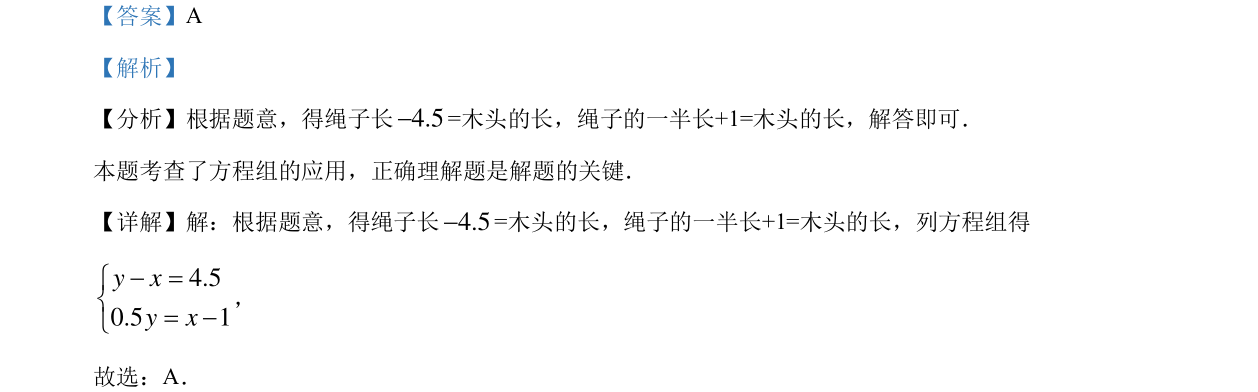 【答案】A
【解析】
【分析】根据题意，得绳子长 −4.5 =木头的长，绳子的一半长+1=木头的长，解答即可．
本题考查了方程组的应用，正确理解题是解题的关键．
【详解】解：根据题意，得绳子长 −4.5 =木头的长，绳子的一半长+1=木头的长，列方程组得
{ y − x = 4.5
0.5y = x −1 ，
故选：A．